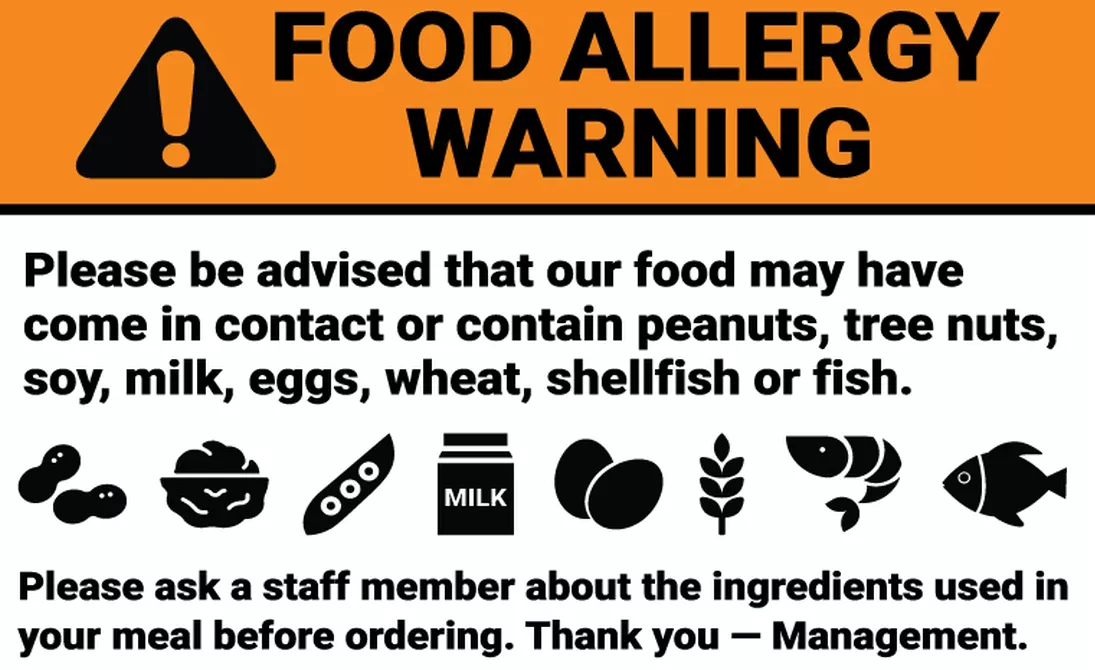 FOOD ALLERGY
WARNING
Please be advised that our food may have
come in contact or contain peanuts, tree nuts,
soy, milk, eggs, wheat, shellfish or fish.
MILK
Please ask a staff member about the ingredients used in
your meal before ordering. Thank you — Management.